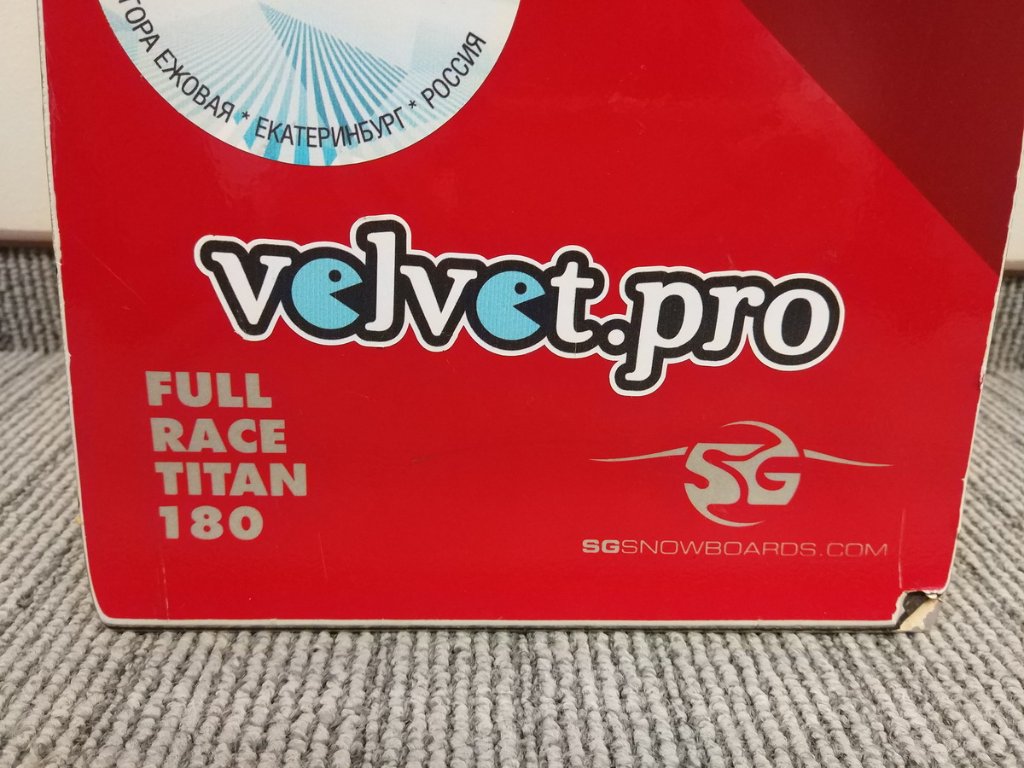 ГОРА ЕЖОВАЯ * ЕКАТЕРИНБУРГ * РОССИЯ
velvet.pro
FULL
RACE
TITAN
180
SG
SGSNOWBOARDS.COM